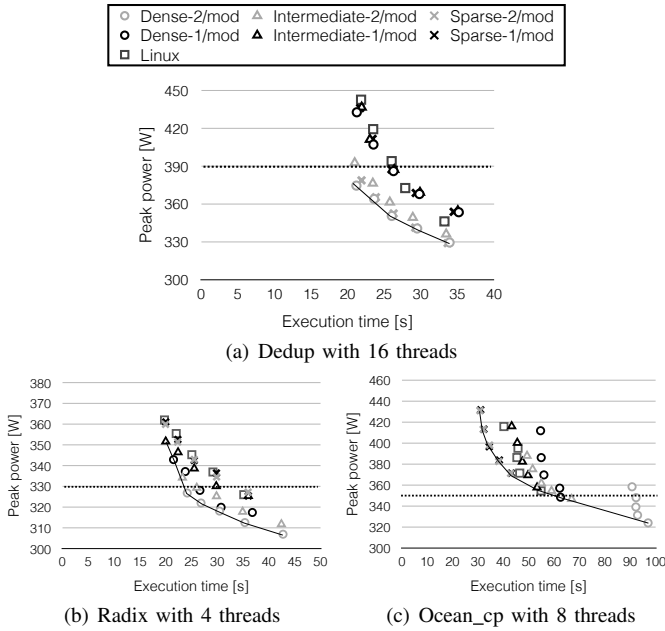 Dense-2/mod Intermediate-2/mod Sparse-2/mod
Dense-1/mod Intermediate-1/mod Sparse-1/mod
Linux
Peak power [W]
450
420
390
360
330
300
0 5 10 15 20 25 30 35 40
Execution time [s]
(a) Dedup with 16 threads
Peak power [W]
380
370
360
350
340
330
320
310
300
0 5 10 15 20 25 30 35 40 45 50
Execution time [s]
(b) Radix with 4 threads
Peak power [W]
460
440
420
400
380
360
340
320
300
0 10 20 30 40 50 60 70 80 90 100
Execution time [s]
(c) Ocean_cp with 8 threads